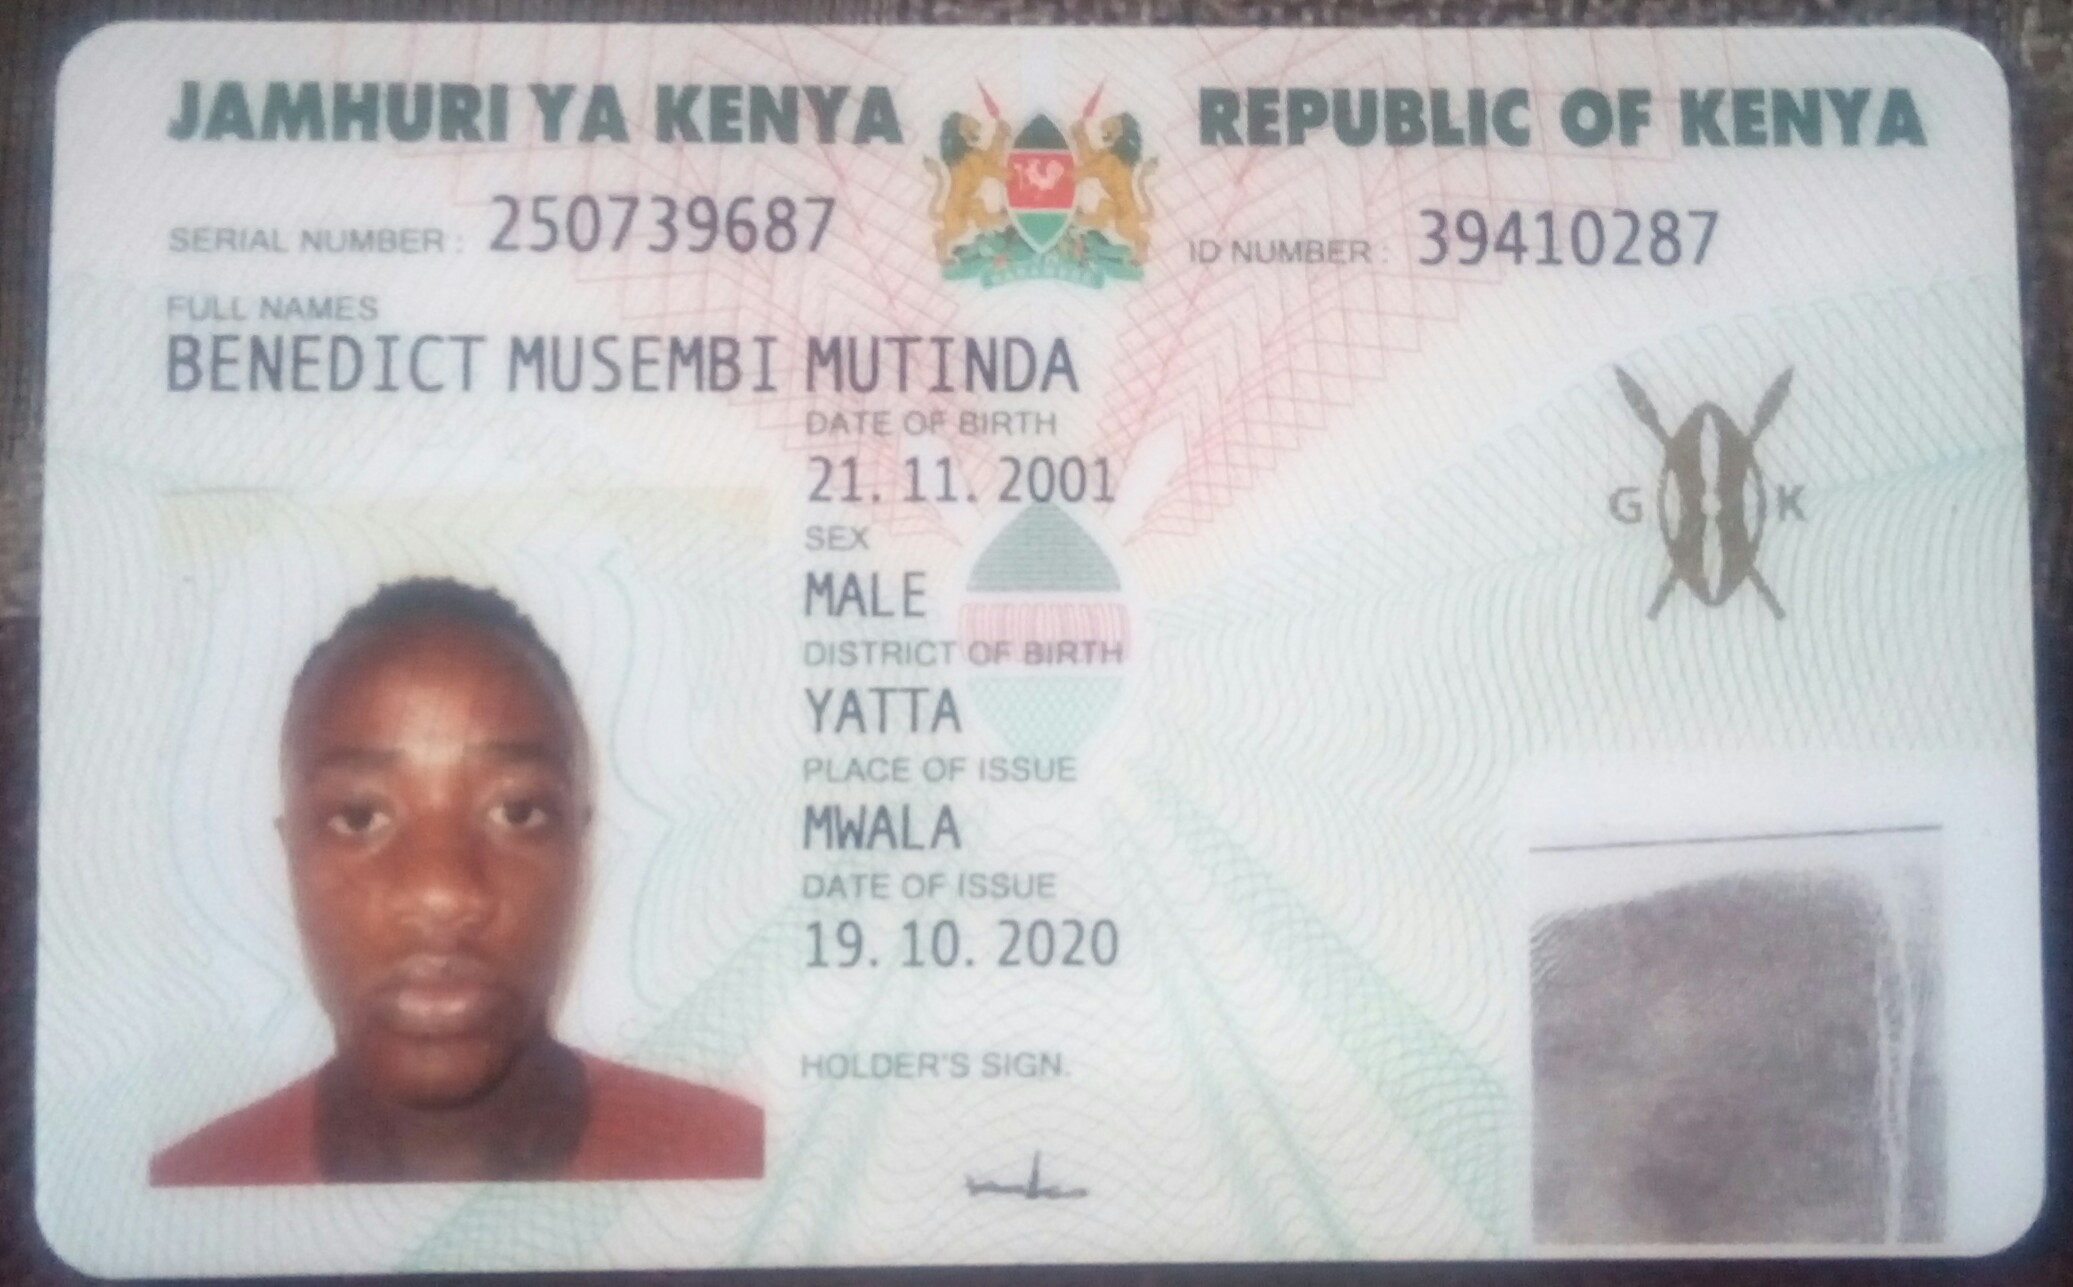 JAMHURI YA KENYA REPUBLIC OF KENYA
SERIAL NUMBER: 250739687 ID NUMBER: 39410287
FULL NAMES
BENEDICT MUSEMBI MUTINDA
DATE OF BIRTH
21. 11. 2001
SEX
MALE
G K
DISTRICT OF BIRTH
YATTA
PLACE OF ISSUE
MWALA
DATE OF ISSUE
19. 10. 2020
HOLDER'S SIGN.